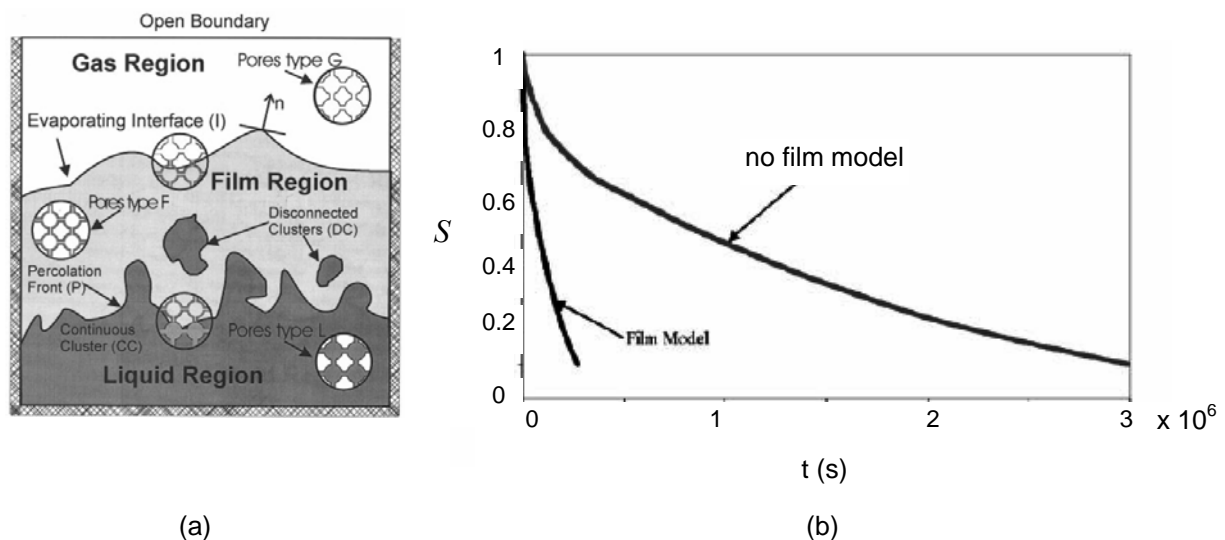 Open Boundary
Gas Region
Pores type G
n
Evaporating Interface (I)
Film Region
Pores type F
Disconnected
Clusters (DC)
Percolation
Front (P)
Continuous
Cluster (CC)
Pores type L
Liquid Region
(a)
1
0.8
0.6
S
0.4
0.2
0
no film model
Film Model
0
1
2
3
x 10⁶
t (s)
(b)